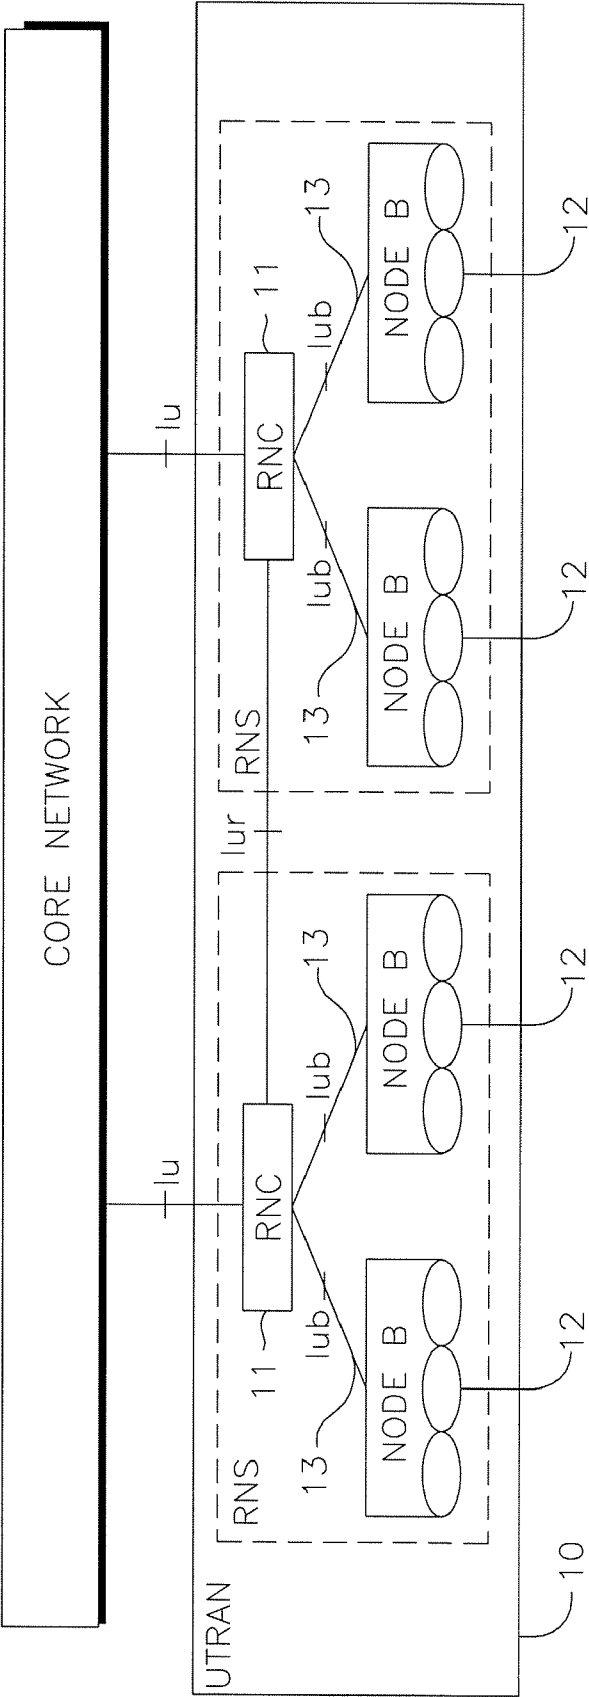 CORE NETWORK
Iu
Iu
UTRAN
RNS
11
RNC
Iur
RNS
RNC
11
13
Iub
Iub
13
13
Iub
Iub
13
NODE B
NODE B
NODE B
NODE B
10
12
12
12
12